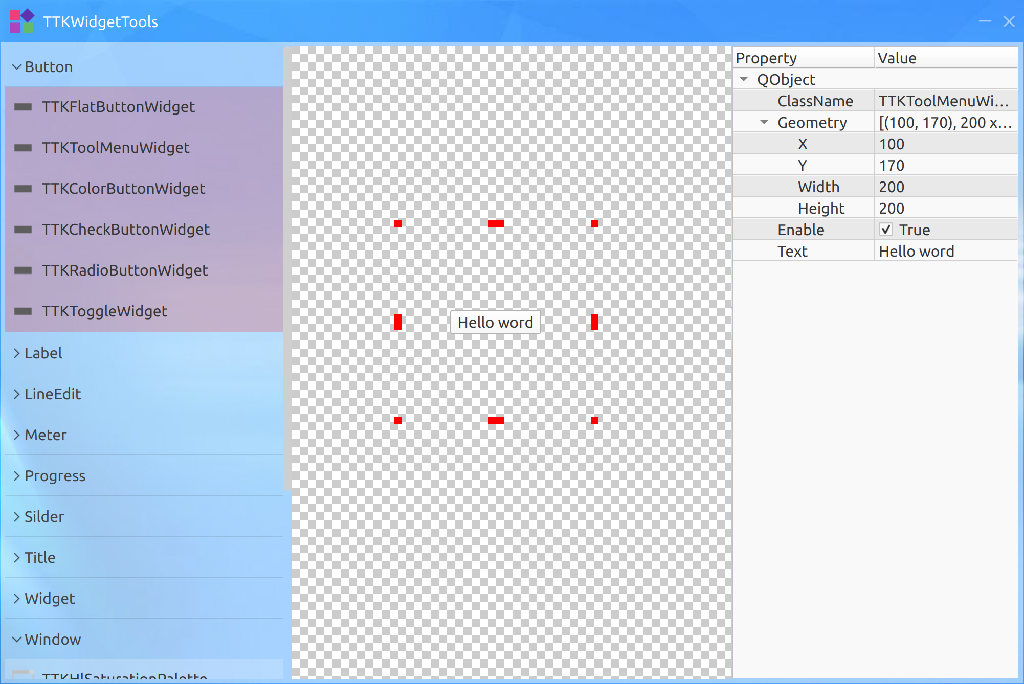 TTKWidgetTools
Button
TTKFlatButtonWidget
TTKToolMenuWidget
TTKColorButtonWidget
TTKCheckButtonWidget
TTKRadioButtonWidget
TTKToggleWidget
Label
LineEdit
Meter
Progress
Silder
Title
Widget
Window
TTKHlSaturationPalette
Hello word
Property Value
QObject
ClassName TTKToolMenuWi...
Geometry [(100, 170), 200 x...
X 100
Y 170
Width 200
Height 200
Enable True
Text Hello word